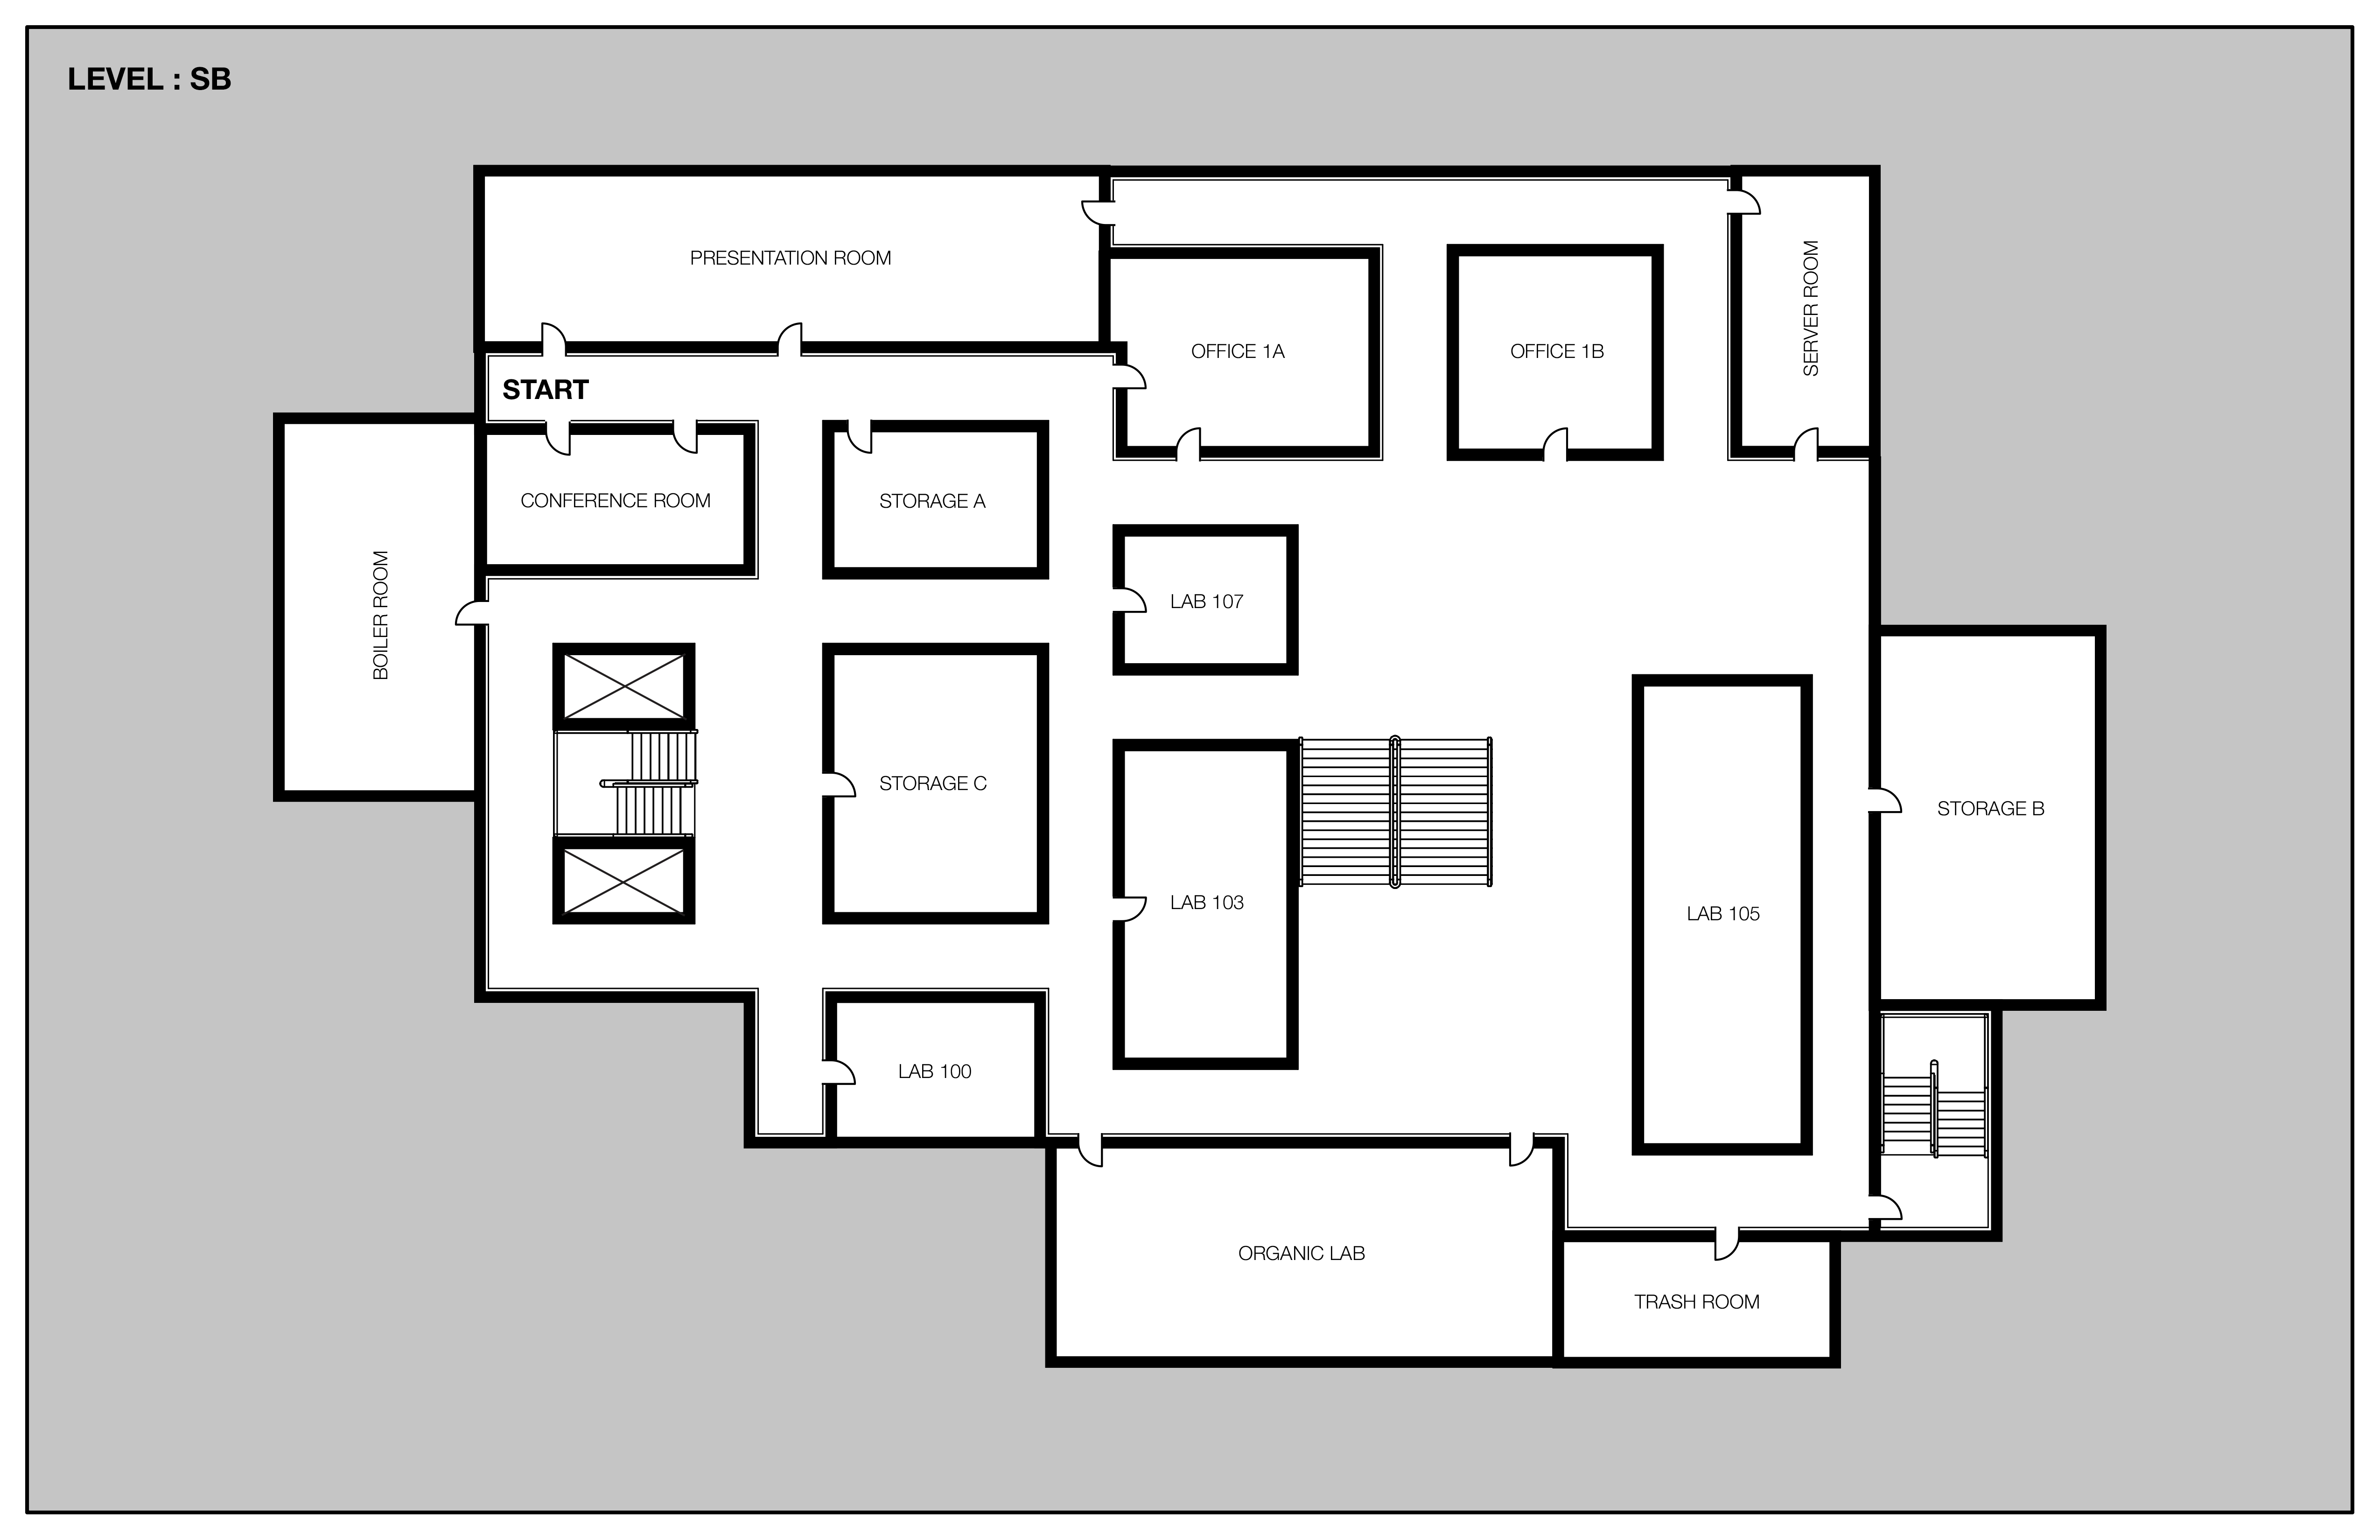 LEVEL : SB
PRESENTATION ROOM
SERVER ROOM
OFFICE 1A
OFFICE 1B
START
CONFERENCE ROOM
STORAGE A
BOILER ROOM
LAB 107
STORAGE C
STORAGE B
LAB 103
LAB 105
LAB 100
ORGANIC LAB
TRASH ROOM